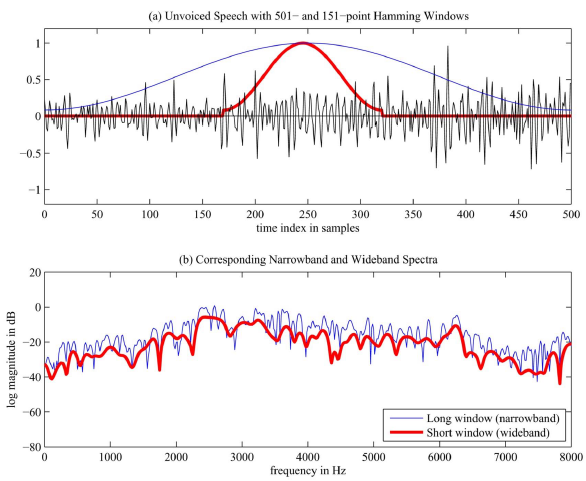 (a) Unvoiced Speech with 501− and 151−point Hamming Windows
1
0.5
0
−0.5
−1
0 50 100 150 200 250 300 350 400 450 500
time index in samples
(b) Corresponding Narrowband and Wideband Spectra
20
0
−20
−40
−60
−80
log magnitude in dB
Long window (narrowband)
Short window (wideband)
0 1000 2000 3000 4000 5000 6000 7000 8000
frequency in Hz